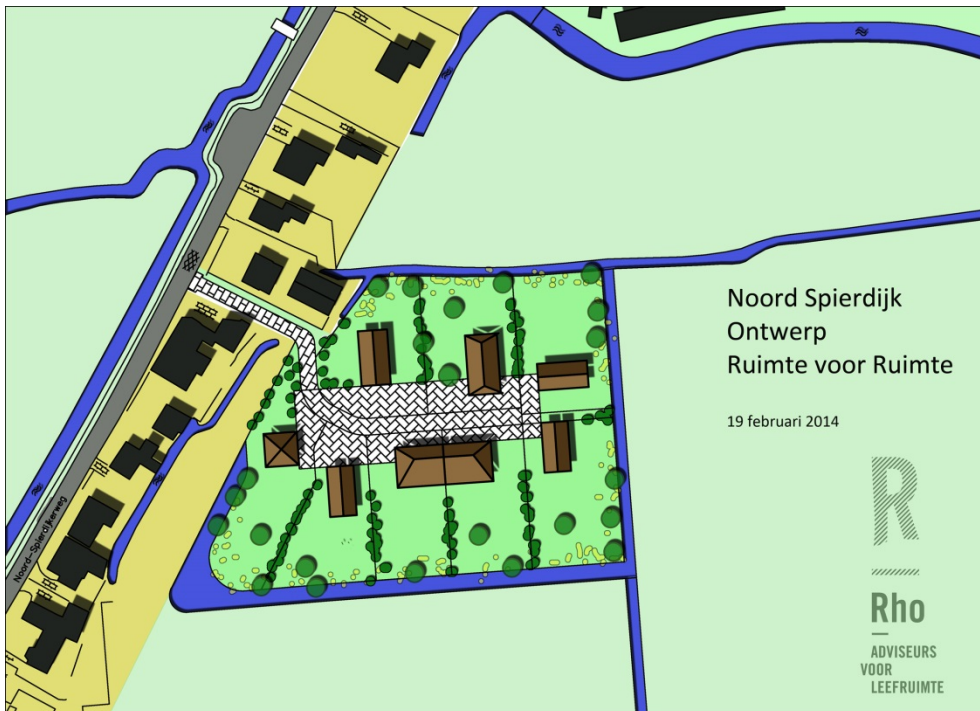 Noord Spierdijk
Ontwerp
Ruimte voor Ruimte
19 februari 2014
Noord-Spierdijkerweg
R
Rho
ADVISEURS
VOOR
LEEFRUIMTE